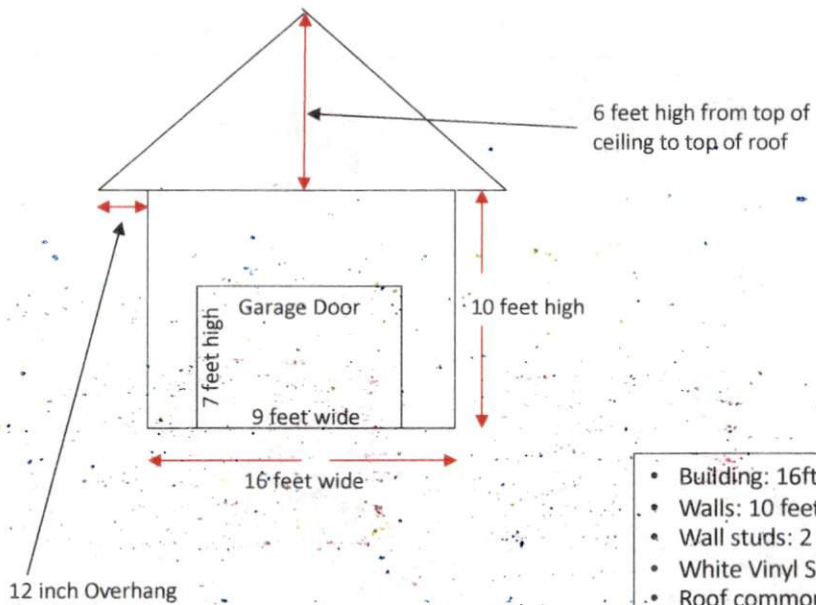 6 feet high from top of
ceiling to top of roof
Garage Door
7 feet high
10 feet high
9 feet wide
16 feet wide
12 inch Overhang
• Building: 16ft
• Walls: 10 feet
• Wall studs: 2
• White Vinyl S
• Roof common